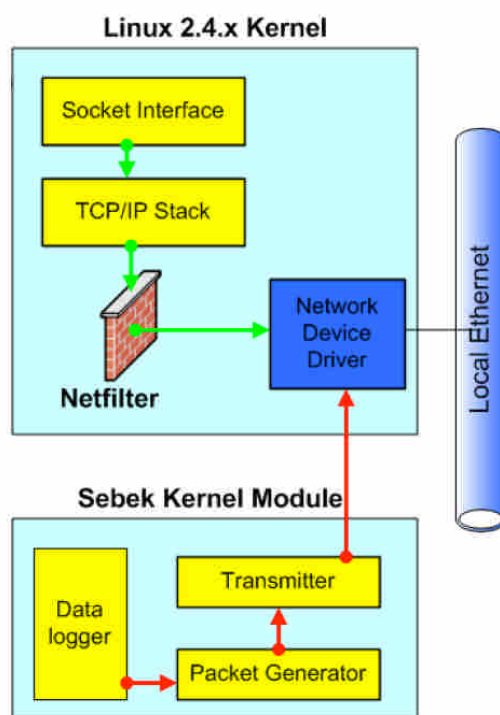 Linux 2.4.x Kernel
Socket Interface
TCP/IP Stack
Netfilter
Network
Device
Driver
Local Ethernet
Sebek Kernel Module
Data
logger
Transmitter
Packet Generator